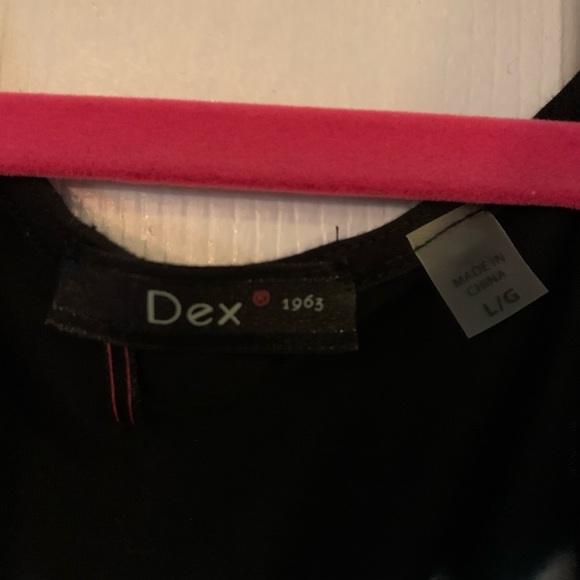 Dex ® 1963
MADE IN
CHINA
L/G